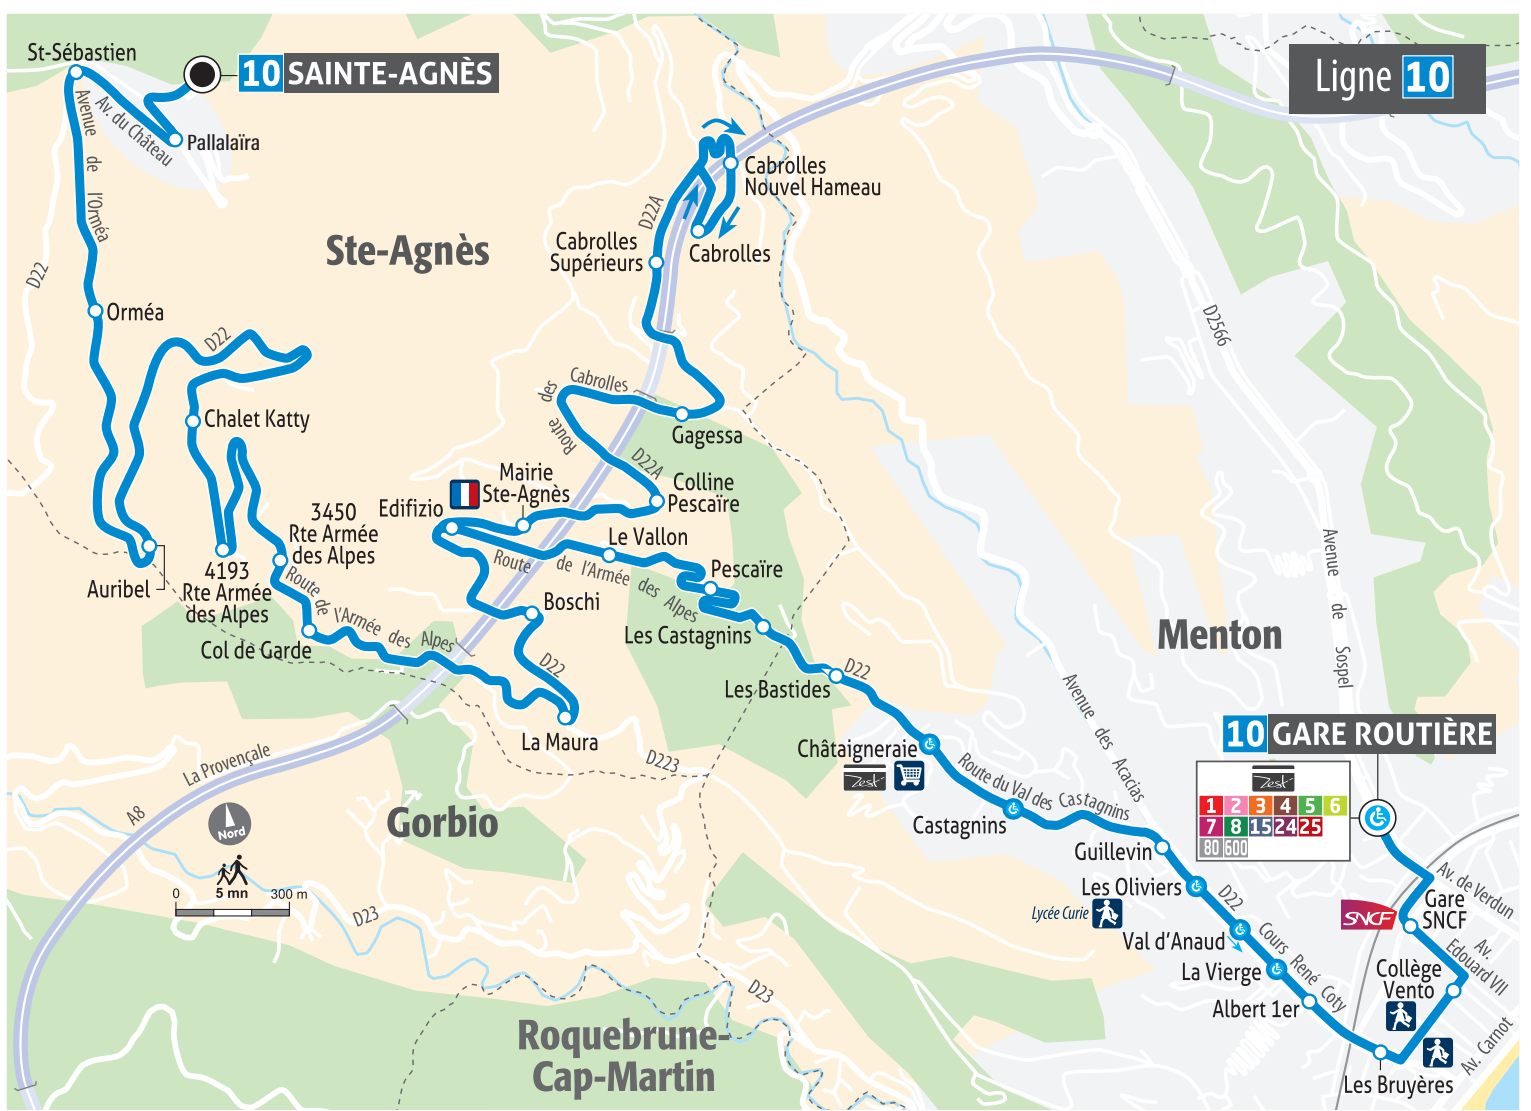 St-Sébastien
10 SAINTE-AGNÈS
Ligne 10
Av. du Château
Pallalaïra
Avenue de l'Orméa
D22
Orméa
Ste-Agnès
D22A
Cabrolles
Nouvel Hameau
Cabrolles
Supérieurs
Cabrolles
D2566
D22
Chalet Katty
Route des Cabrolles
Gagessa
D22A
Colline
Pescaïre
Mairie
Ste-Agnès
Edifizio
3450
Rte Armée
des Alpes
Le Vallon
Route de l'Armée des Alpes
Pescaïre
Auribel
4193
Rte Armée
des Alpes
Route de l'Armée des Alpes
Boschi
Les Castagnins
Col de Garde
D22
Les Bastides
D22
Menton
Avenue de Sospel
Avenue des Acacias
La Maura
D223
La Provençale
A8
Nord
5 mn
0
300 m
Gorbio
Châtaigneraie
Zest
Route du Val des Castagnins
Castagnins
10 GARE ROUTIÈRE
Zest
1 2 3 4 5 6
7 8 15 24 25
80 600
Guillevin
Les Oliviers
Lycée Curie
D22
Val d'Anaud
Cours René Coty
La Vierge
Albert 1er
Av. de Verdun
Gare
SNCF
SNCF
Av.
Edouard VII
Collège
Vento
Av. Carnot
Les Bruyères
D23
D23
Roquebrune-
Cap-Martin